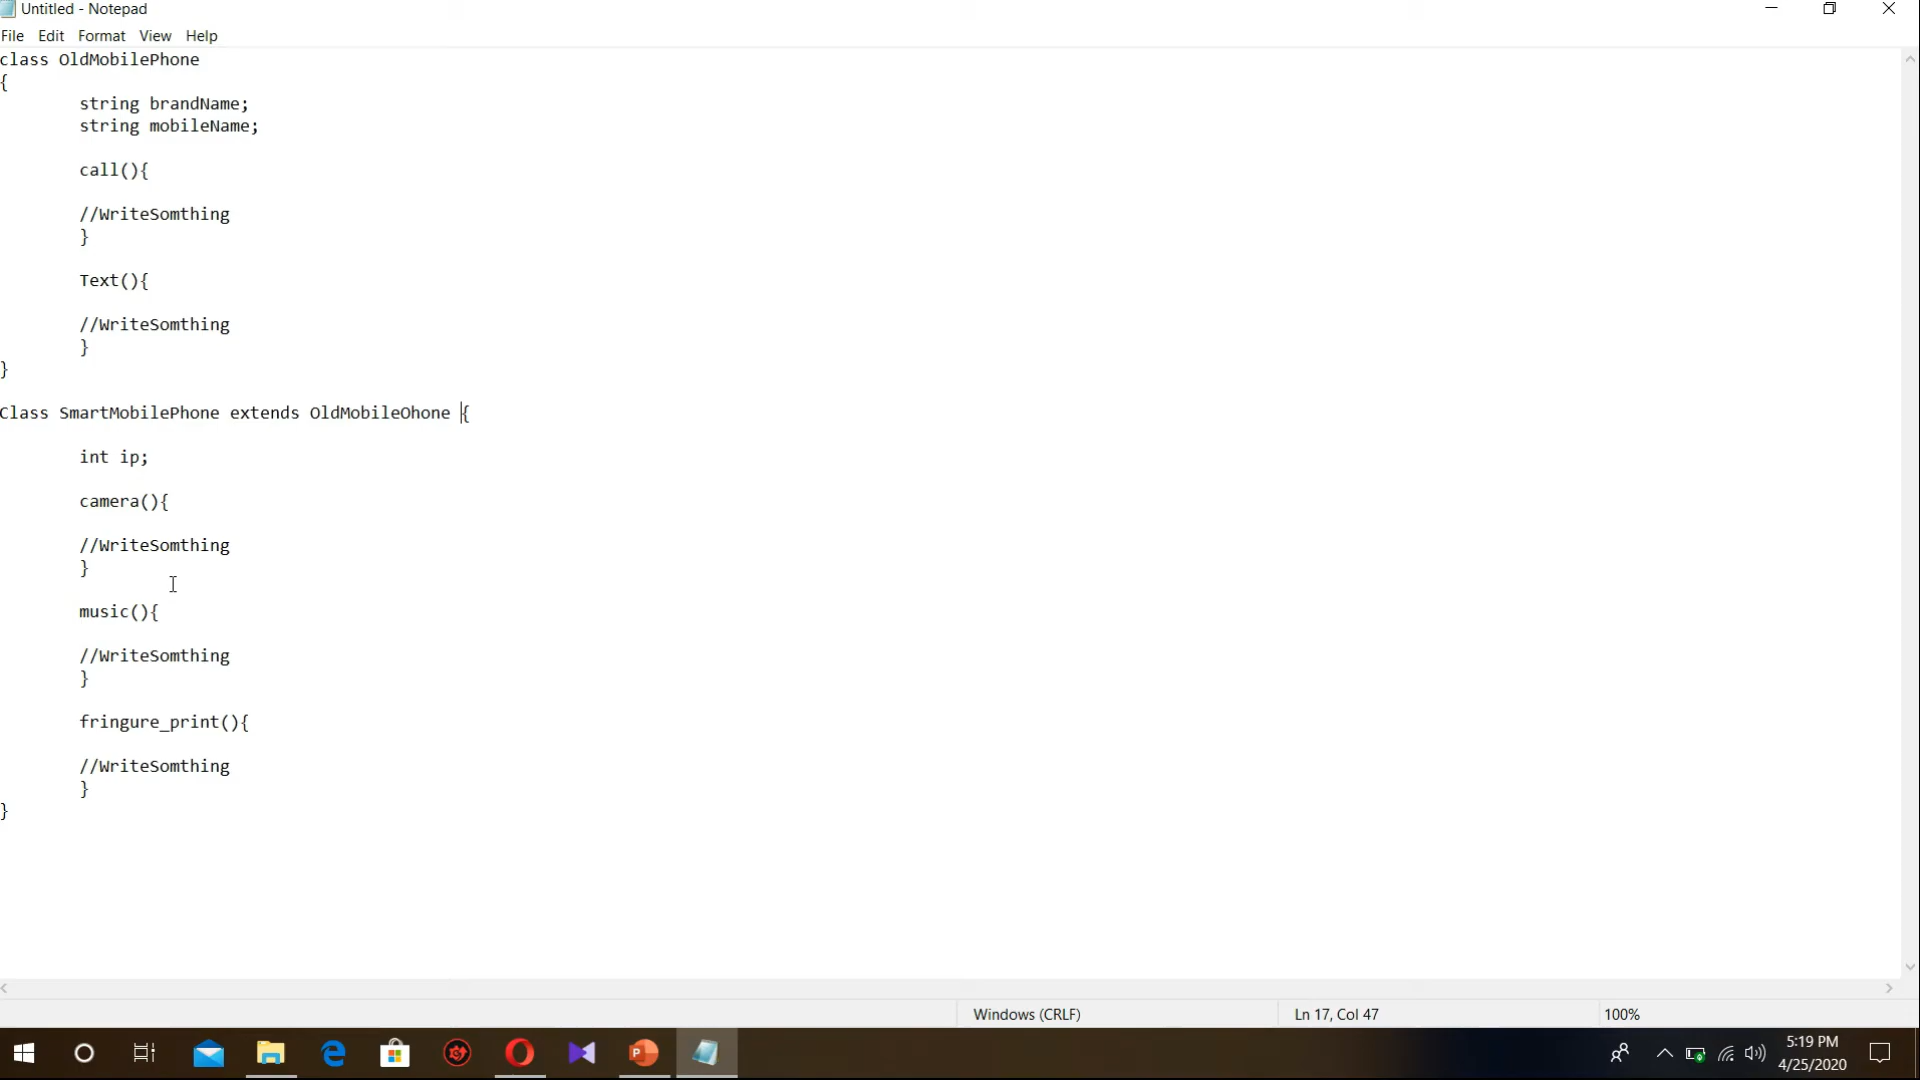 Untitled - Notepad
File Edit Format View Help
class OldMobilePhone
{
string brandName;
string mobileName;
call(){
//WriteSomthing
}
Text(){
//WriteSomthing
}
}
Class SmartMobilePhone extends OldMobileOhone {
int ip;
camera(){
//WriteSomthing
}
music(){
//WriteSomthing
}
fringure_print(){
//WriteSomthing
}
}
Windows (CRLF) Ln 17, Col 47 100%
5:19 PM
4/25/2020